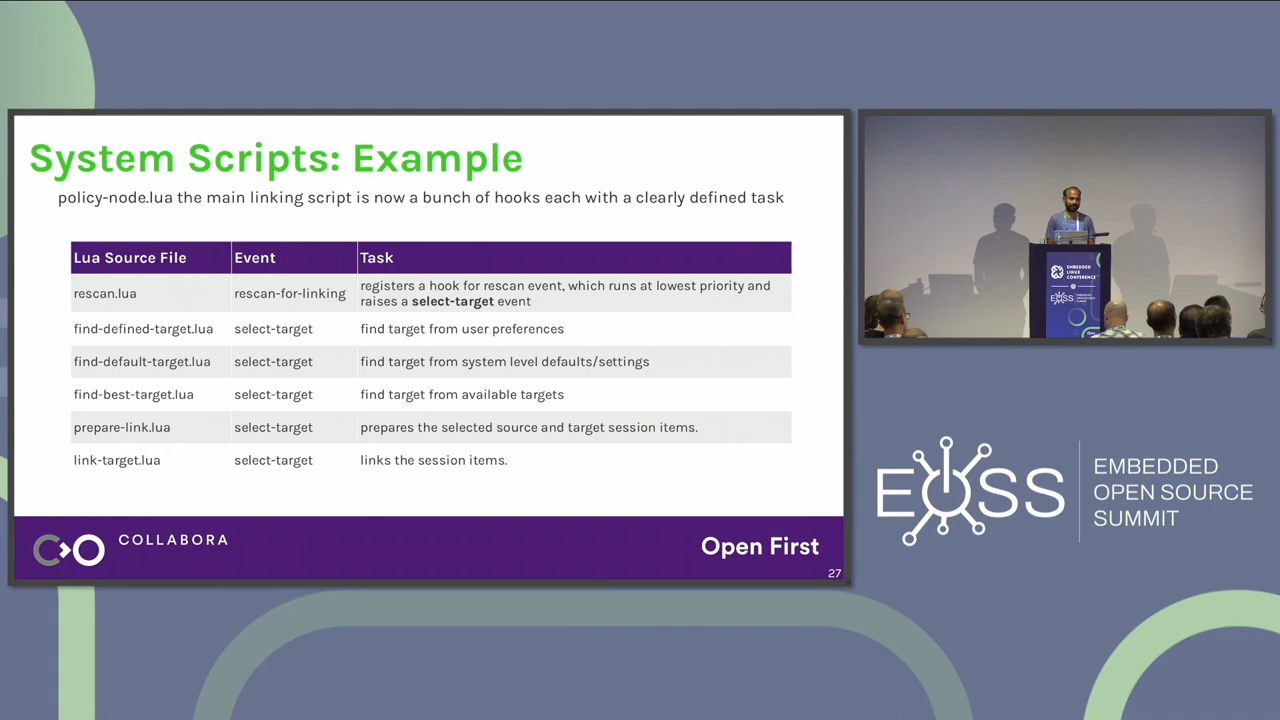 System Scripts: Example
policy-node.lua the main linking script is now a bunch of hooks each with a clearly defined task
Lua Source File Event Task
rescan.lua rescan-for-linking registers a hook for rescan event, which runs at lowest priority and
raises a select-target event
find-defined-target.lua select-target find target from user preferences
find-default-target.lua select-target find target from system level defaults/settings
find-best-target.lua select-target find target from available targets
prepare-link.lua select-target prepares the selected source and target session items.
link-target.lua select-target links the session items.
COLLABORA
Open First
27
EMBEDDED
LINUX
CONFERENCE
EOSS
EOSS
EMBEDDED
OPEN SOURCE
SUMMIT